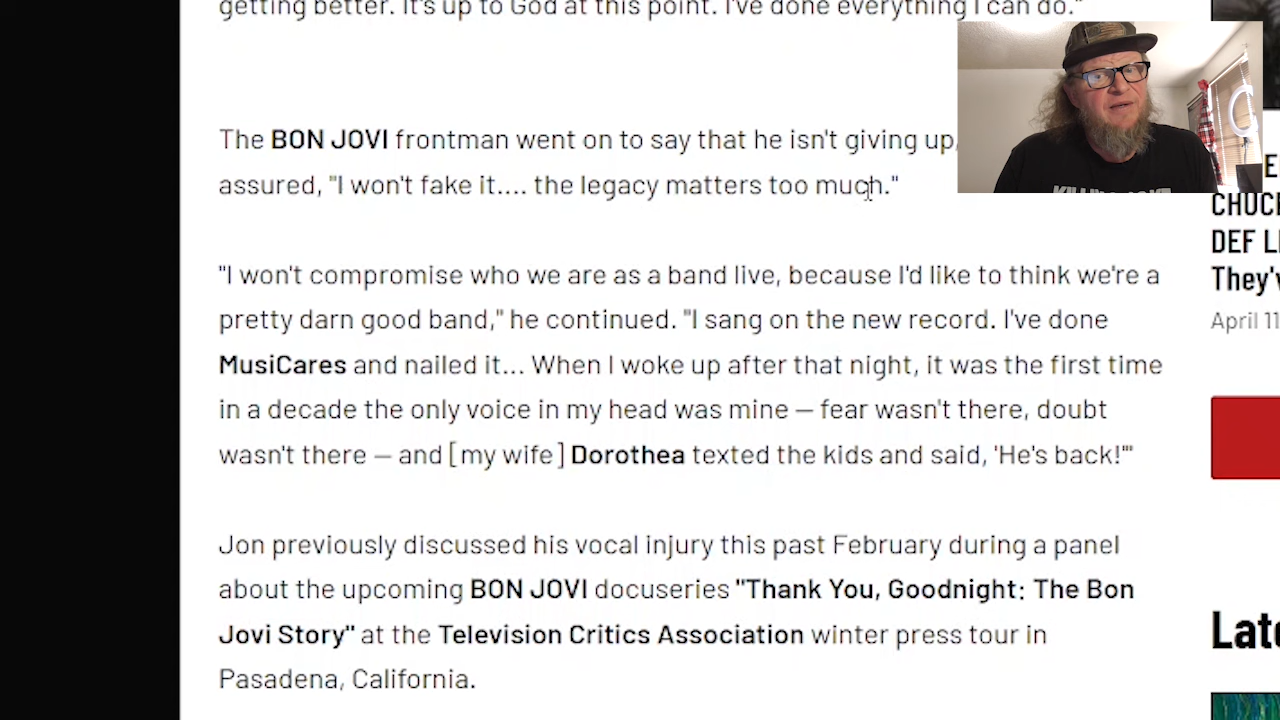 getting better. It's up to God at this point. I've done everything I can do."
The BON JOVI frontman went on to say that he isn't giving up,
assured, "I won't fake it.... the legacy matters too much."
"I won't compromise who we are as a band live, because I'd like to think we're a
pretty darn good band," he continued. "I sang on the new record. I've done
MusiCares and nailed it... When I woke up after that night, it was the first time
in a decade the only voice in my head was mine — fear wasn't there, doubt
wasn't there — and [my wife] Dorothea texted the kids and said, 'He's back!'"
Jon previously discussed his vocal injury this past February during a panel
about the upcoming BON JOVI docuseries "Thank You, Goodnight: The Bon
Jovi Story" at the Television Critics Association winter press tour in
Pasadena, California.
DEF
They'v
April 11